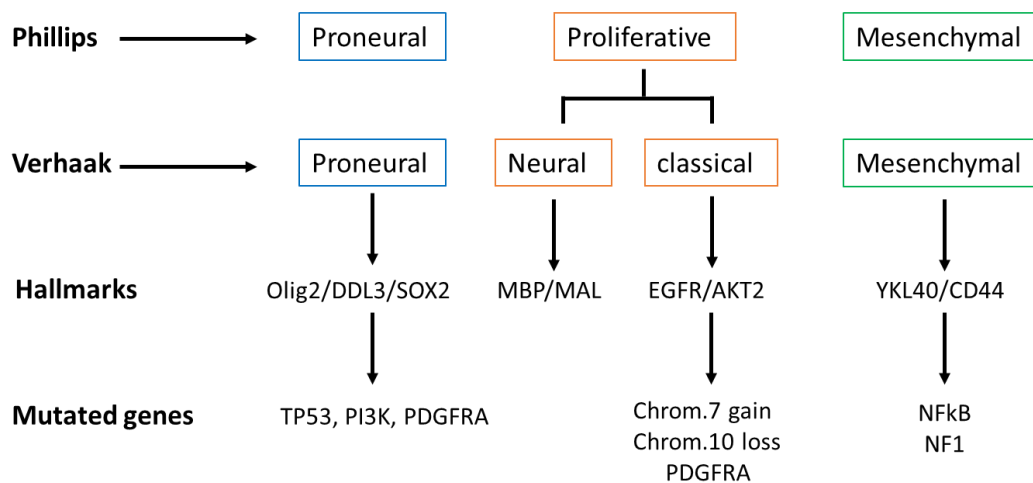 Phillips Proneural Proliferative Mesenchymal
Verhaak Proneural Neural classical Mesenchymal
Hallmarks Olig2/DDL3/SOX2 MBP/MAL EGFR/AKT2 YKL40/CD44
Mutated genes TP53, PI3K, PDGFRA Chrom.7 gain NFkB
Chrom.10 loss NF1
PDGFRA